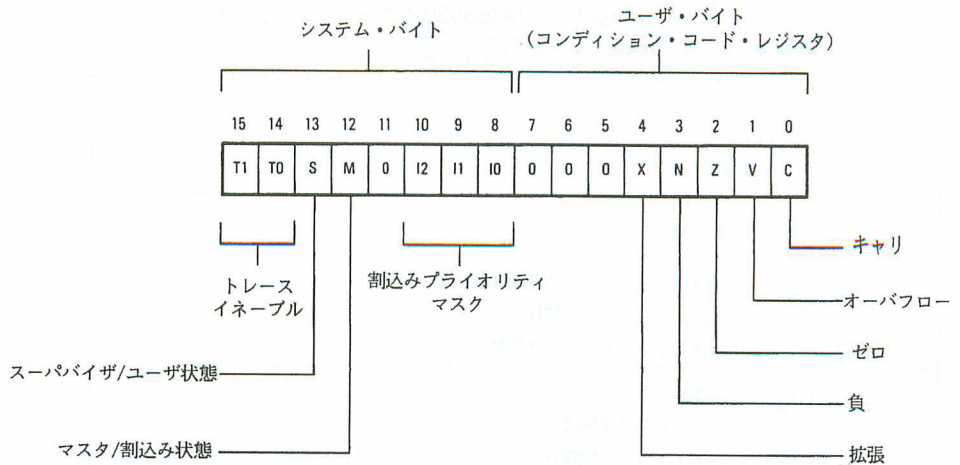 システム・バイト
ユーザ・バイト
(コンディション・コード・レジスタ)
15 14 13 12 11 10 9 8 7 6 5 4 3 2 1 0
T1 T0 S M 0 I2 I1 I0 0 0 0 X N Z V C
トレース
イネーブル
割込みプライオリティ
マスク
キャリ
オーバフロー
ゼロ
スーパバイザ/ユーザ状態
負
マスタ/割込み状態
拡張